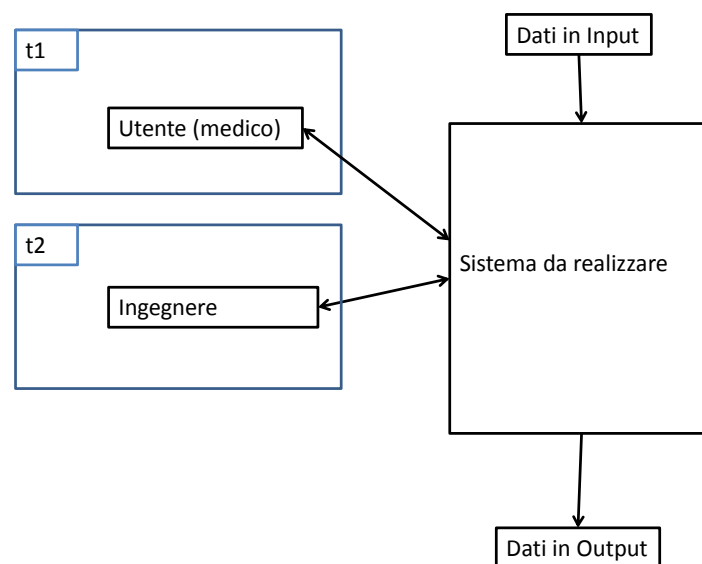 t1
Utente (medico)
t2
Ingegnere
Dati in Input
Sistema da realizzare
Dati in Output